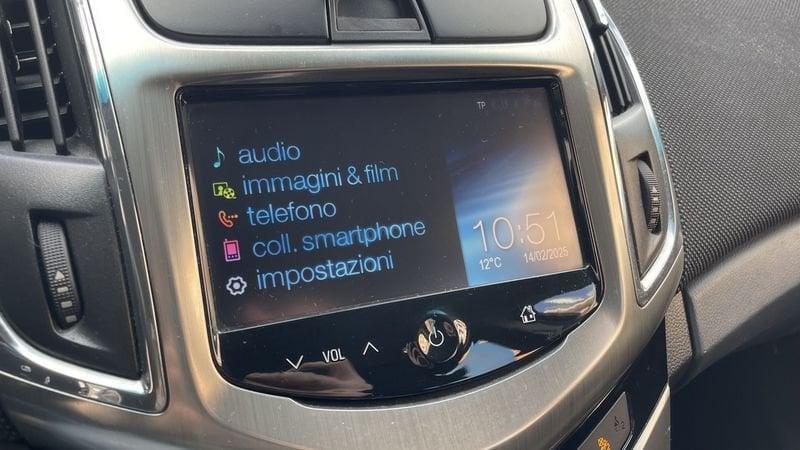 TP
audio
immagini & film
telefono
coll. smartphone
impostazioni
10:51
12°C 14/02/2025
VOL